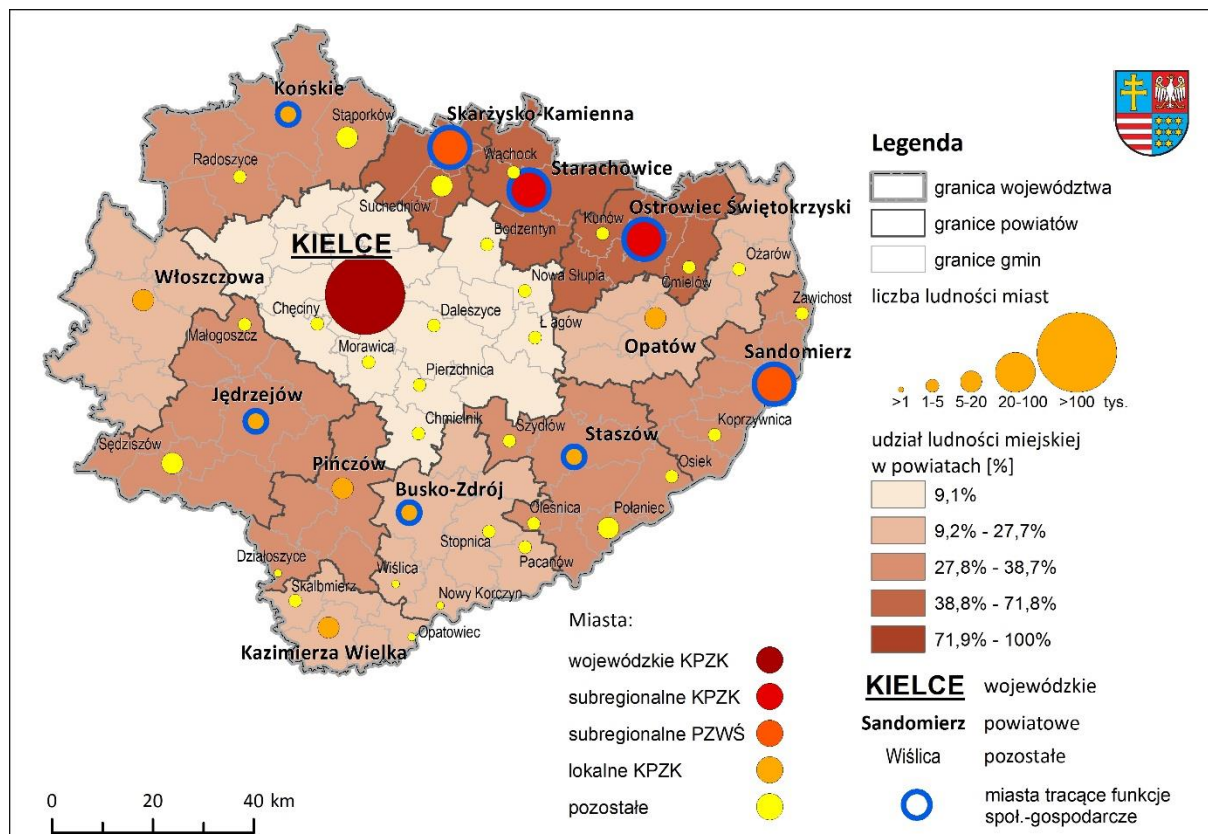 Końskie
Stąporków
Radoszyce
Skarżysko-Kamienna
Wąchock
Starachowice
Suchedniów
Ostrowiec Świętokrzyski
Kunów
Bodzentyn
KIELCE
Ożarów
Włoszczowa
Nowa Słupia
Ćmielów
Zawichost
Chęciny
Daleszyce
Łagów
Małogoszcz
Opatów
Morawica
Sandomierz
Pierzchnica
Jędrzejów
Chmielnik
Szydłów
Staszów
Koprzywnica
Sędziszów
Pińczów
Osiek
Busko-Zdrój
Oleśnica
Połaniec
Stopnica
Pacanów
Działoszyce
Wiślica
Skalbmierz
Nowy Korczyn
Opatowiec
Kazimierza Wielka
0 20 40 km
Miasta:
wojewódzkie KPZK
subregionalne KPZK
subregionalne PZWŚ
lokalne KPZK
pozostałe
Legenda
granica województwa
granice powiatów
granice gmin
liczba ludności miast
>1 1-5 5-20 20-100 >100 tys.
udział ludności miejskiej
w powiatach [%]
9,1%
9,2% - 27,7%
27,8% - 38,7%
38,8% - 71,8%
71,9% - 100%
KIELCE wojewódzkie
Sandomierz powiatowe
Wiślica pozostałe
miasta tracące funkcje
społ.-gospodarcze